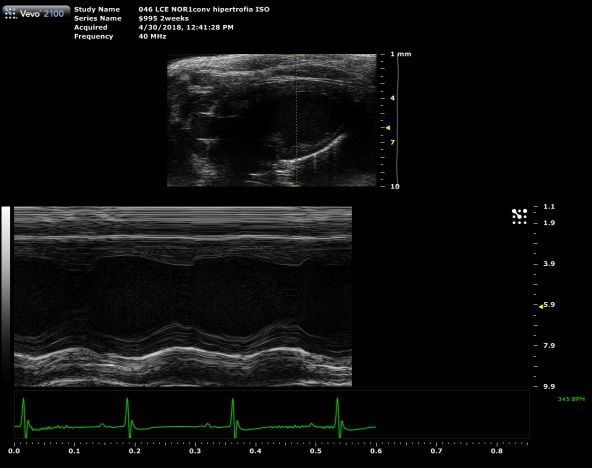 Vevo 2100
Study Name 046 LCE NOR1conv hipertrofia ISO
Series Name $995 2weeks
Acquired 4/30/2018, 12:41:28 PM
Frequency 40 MHz
1 mm
4
7
10
1.1
1.9
3.9
5.9
7.9
9.9
345 BPM
0.0 0.1 0.2 0.3 0.4 0.5 0.6 0.7 0.8